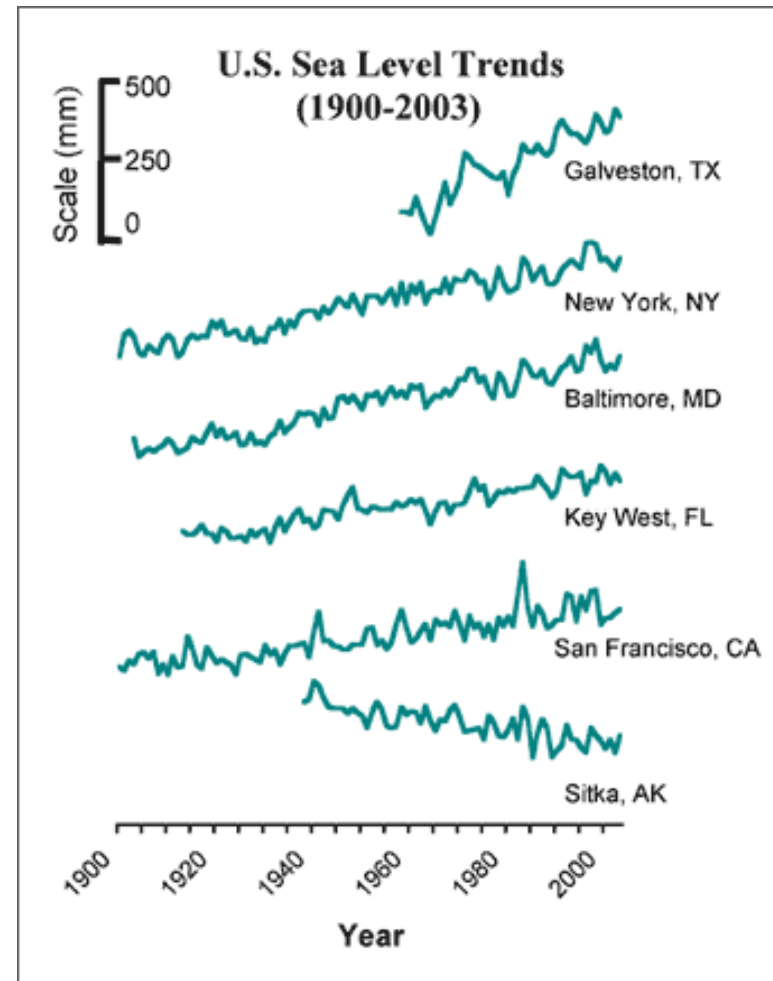 U.S. Sea Level Trends
(1900-2003)
Scale (mm)
500
250
0
Galveston, TX
New York, NY
Baltimore, MD
Key West, FL
San Francisco, CA
Sitka, AK
1900 1920 1940 1960 1980 2000
Year